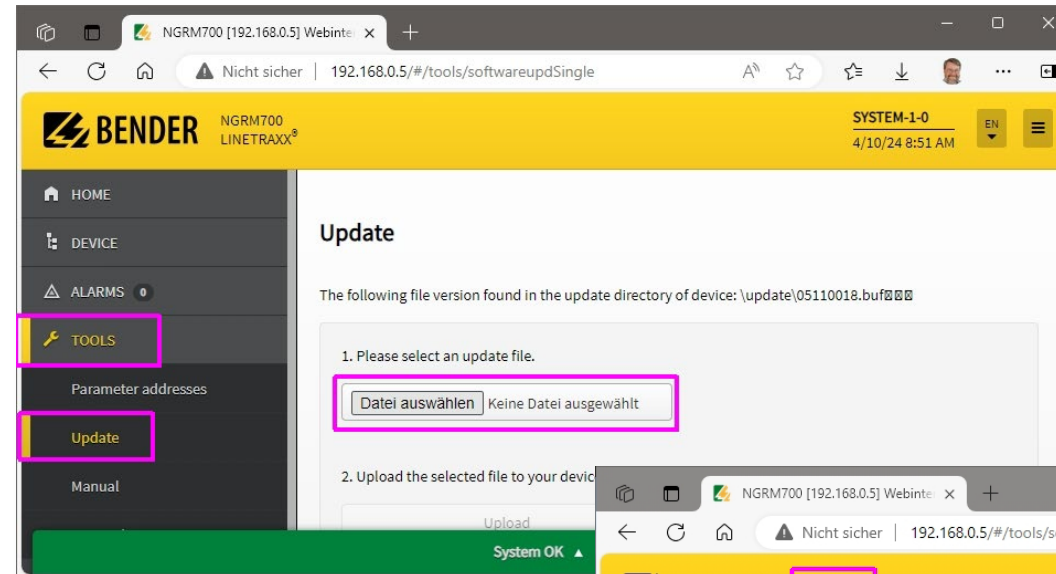 NGRM700 [192.168.0.5] Webinte
Nicht sicher | 192.168.0.5/#/tools/softwareupdSingle
BENDER
NGRM700
LINETRAXX®
SYSTEM-1-0
4/10/24 8:51 AM
EN
HOME
DEVICE
ALARMS 0
TOOLS
Parameter addresses
Update
Manual
Update
The following file version found in the update directory of device: \update\05110018.buf
1. Please select an update file.
Datei auswählen Keine Datei ausgewählt
2. Upload the selected file to your devic
Upload
System OK ▲
NGRM700 [192.168.0.5] Webinte
Nicht sicher | 192.168.0.5/#/tools/s